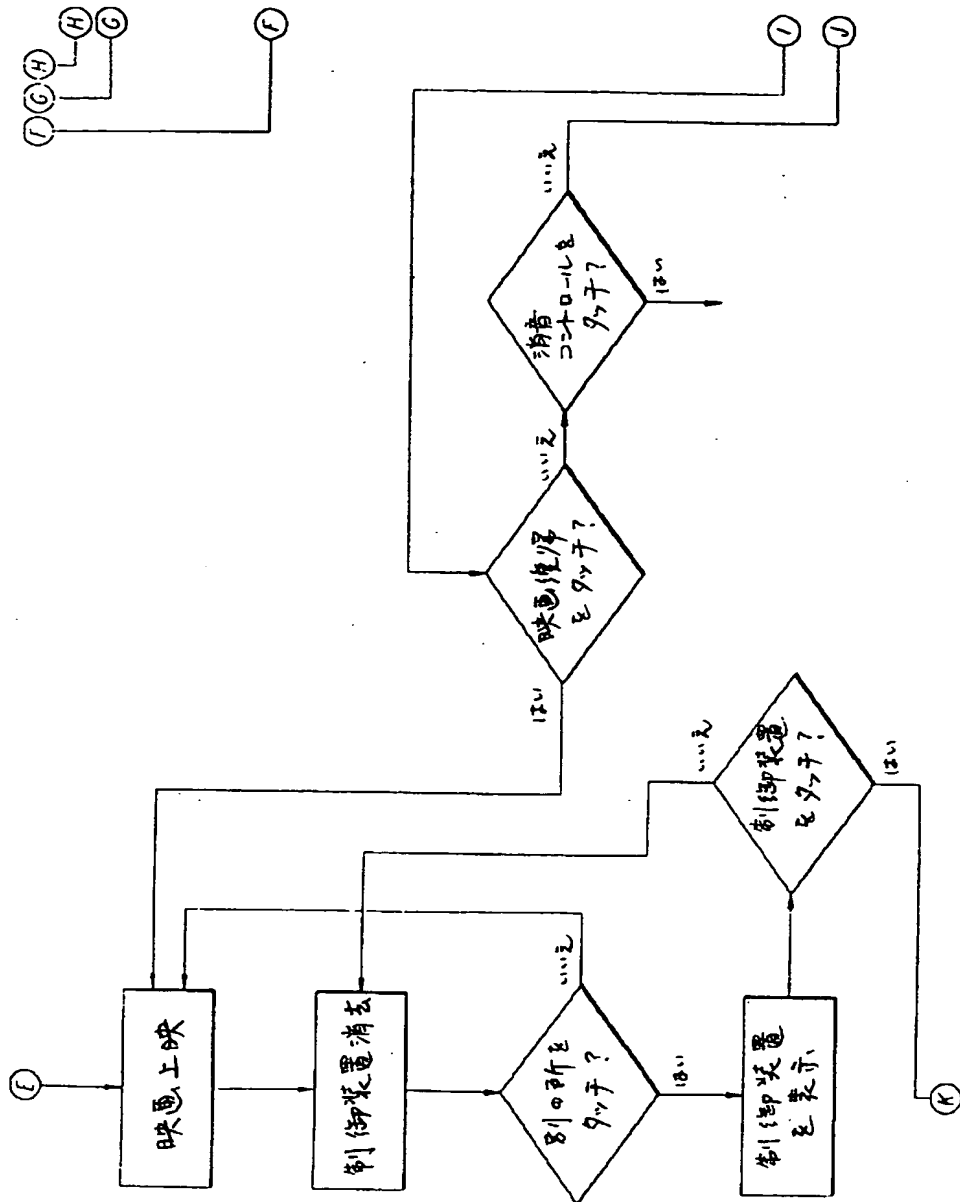 E
映画上映
制御装置消去
別の所を
タッチ?
いいえ
はい
制御装置
を表示
制御装置
をタッチ?
いいえ
はい
K
映画復帰
をタッチ?
はい
いいえ
消音
コントロールを
タッチ?
いいえ
はい
I
J
G
H
H
G
F